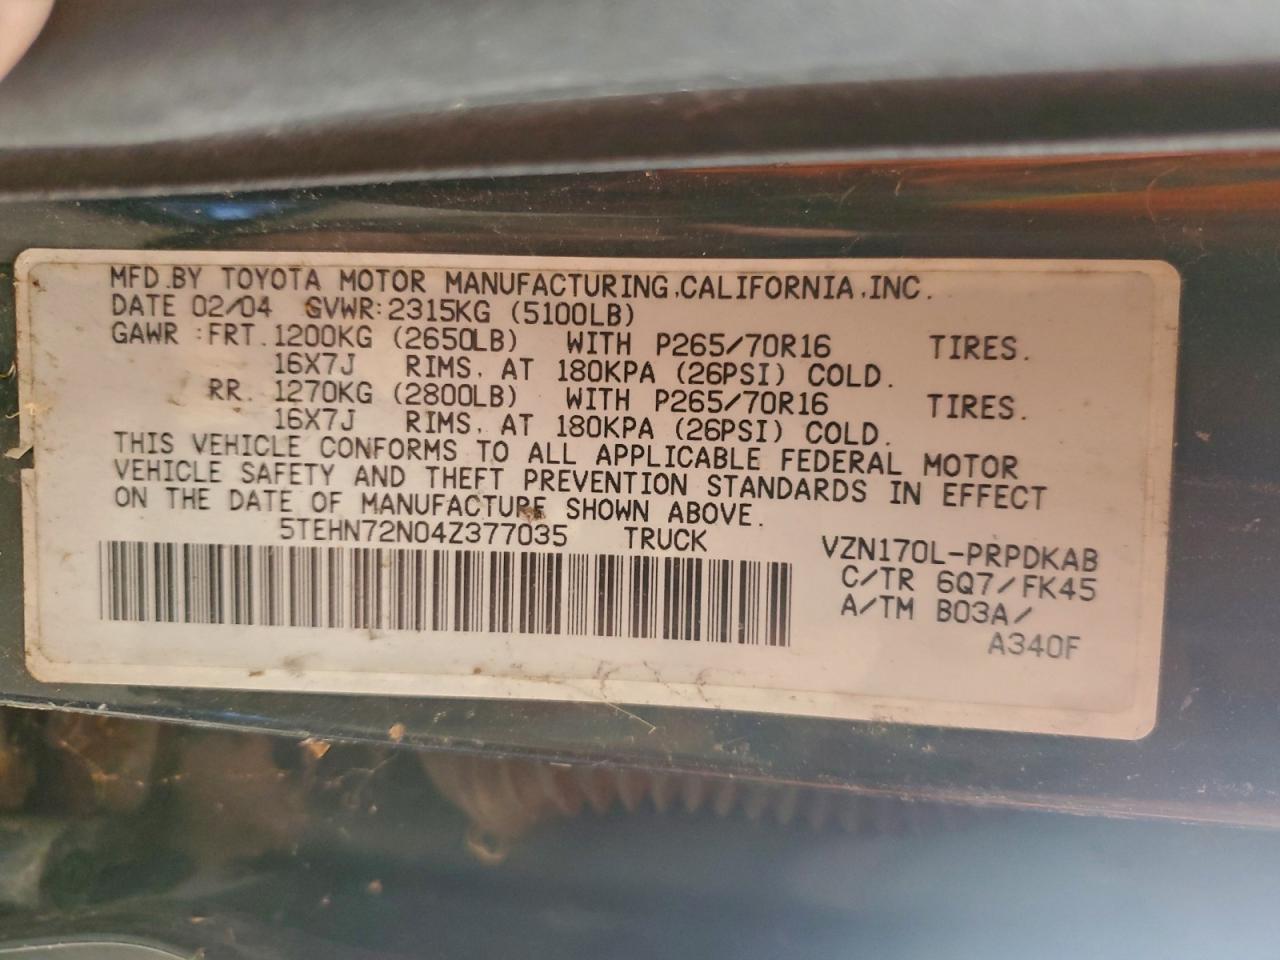 MFD.BY TOYOTA MOTOR MANUFACTURING,CALIFORNIA,INC.
DATE 02/04 GVWR:2315KG (5100LB)
GAWR :FRT. 1200KG (2650LB) WITH P265/70R16 TIRES.
16X7J RIMS, AT 180KPA (26PSI) COLD.
RR. 1270KG (2800LB) WITH P265/70R16 TIRES.
16X7J RIMS, AT 180KPA (26PSI) COLD.
THIS VEHICLE CONFORMS TO ALL APPLICABLE FEDERAL MOTOR
VEHICLE SAFETY AND THEFT PREVENTION STANDARDS IN EFFECT
ON THE DATE OF MANUFACTURE SHOWN ABOVE.
5TEHN72N04Z377035 TRUCK VZN170L-PRPDKAB
C/TR 6Q7/FK45
A/TM B03A/
A340F